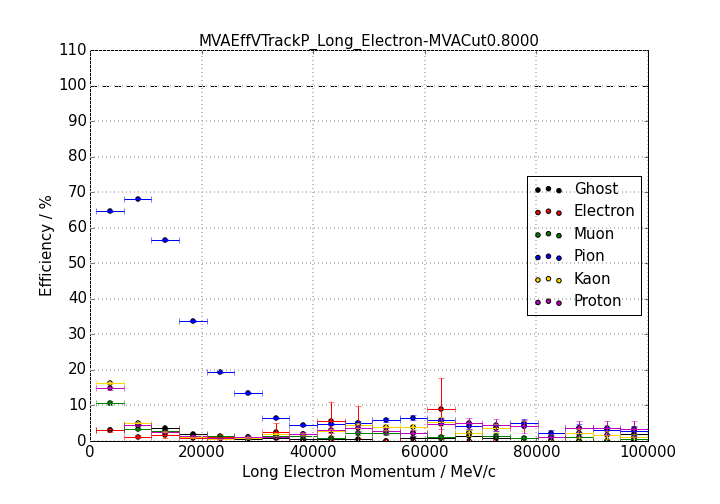 MVAEffVTrackP_Long_Electron-MVACut0.8000
110
100
90
80
70
60
50
40
30
20
10
0
Efficiency / %
Ghost
Electron
Muon
Pion
Kaon
Proton
0 20000 40000 60000 80000 100000
Long Electron Momentum / MeV/c